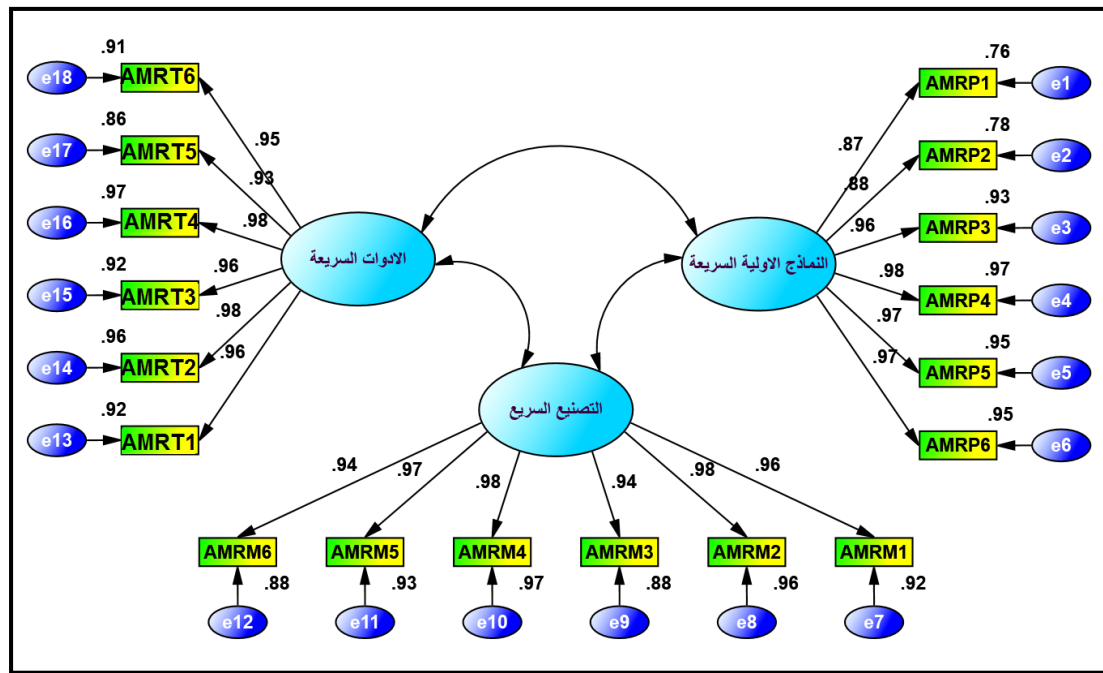 .91
e18 AMRT6
.86
e17 AMRT5
.97
e16 AMRT4
.92
e15 AMRT3
.96
e14 AMRT2
.92
e13 AMRT1
.95
.93
.98
.96
.98
.96
الادوات السريعة
النماذج الاولية السريعة
.87
.88
.96
.98
.97
.97
.76
AMRP1 e1
.78
AMRP2 e2
.93
AMRP3 e3
.97
AMRP4 e4
.95
AMRP5 e5
.95
AMRP6 e6
التصنيع السريع
.94 .97 .98 .94 .98 .96
AMRM6 AMRM5 AMRM4 AMRM3 AMRM2 AMRM1
.88 .93 .97 .88 .96 .92
e12 e11 e10 e9 e8 e7